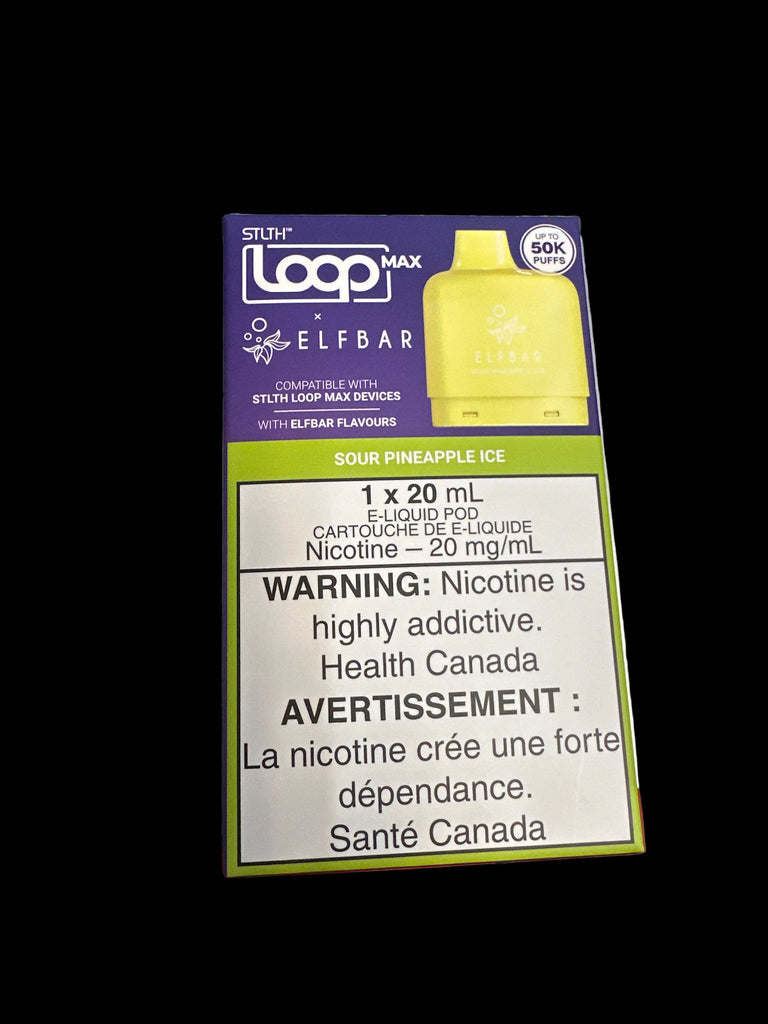 STLTH™
Loop MAX
UP TO
50K
PUFFS
×
ELFBAR
ELFBAR
COMPATIBLE WITH
STLTH LOOP MAX DEVICES
WITH ELFBAR FLAVOURS
SOUR PINEAPPLE ICE
1 x 20 mL
E-LIQUID POD
CARTOUCHE DE E-LIQUIDE
Nicotine – 20 mg/mL
WARNING: Nicotine is
highly addictive.
Health Canada
AVERTISSEMENT :
La nicotine crée une forte
dépendance.
Santé Canada